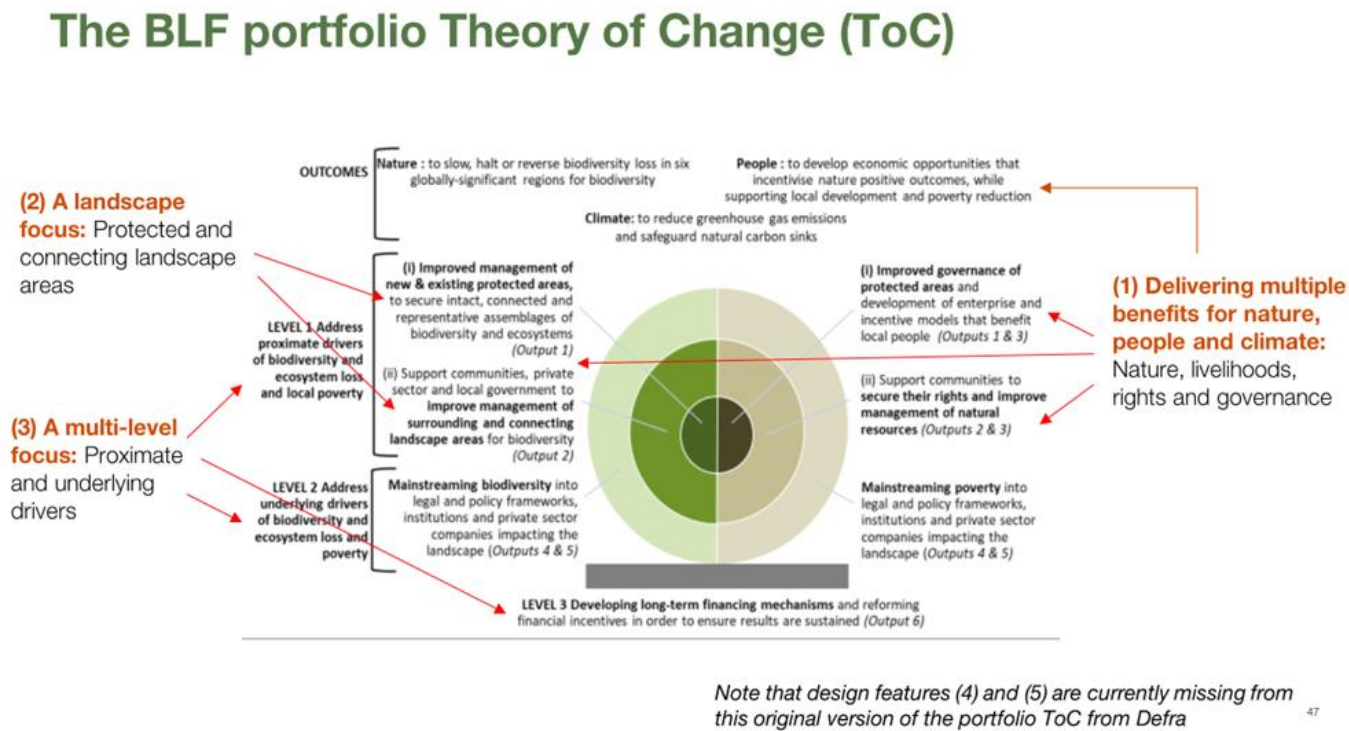 The BLF portfolio Theory of Change (ToC)
OUTCOMES
Nature : to slow, halt or reverse biodiversity loss in six
globally-significant regions for biodiversity
People : to develop economic opportunities that
incentivise nature positive outcomes, while
supporting local development and poverty reduction
Climate: to reduce greenhouse gas emissions
and safeguard natural carbon sinks
(2) A landscape
focus: Protected and
connecting landscape
areas
(3) A multi-level
focus: Proximate
and underlying
drivers
LEVEL 1 Address
proximate drivers
of biodiversity and
ecosystem loss
and local poverty
(i) Improved management of
new & existing protected areas,
to secure intact, connected and
representative assemblages of
biodiversity and ecosystems
(Output 1)
(ii) Support communities, private
sector and local government to
improve management of
surrounding and connecting
landscape areas for biodiversity
(Output 2)
(i) Improved governance of
protected areas and
development of enterprise and
incentive models that benefit
local people (Outputs 1 & 3)
(ii) Support communities to
secure their rights and improve
management of natural
resources (Outputs 2 & 3)
(1) Delivering multiple
benefits for nature,
people and climate:
Nature, livelihoods,
rights and governance
LEVEL 2 Address
underlying drivers
of biodiversity and
ecosystem loss and
poverty
Mainstreaming biodiversity into
legal and policy frameworks,
institutions and private sector
companies impacting the
landscape (Outputs 4 & 5)
Mainstreaming poverty into
legal and policy frameworks,
institutions and private sector
companies impacting the
landscape (Outputs 4 & 5)
LEVEL 3 Developing long-term financing mechanisms and reforming
financial incentives in order to ensure results are sustained (Output 6)
Note that design features (4) and (5) are currently missing from
this original version of the portfolio ToC from Defra
47